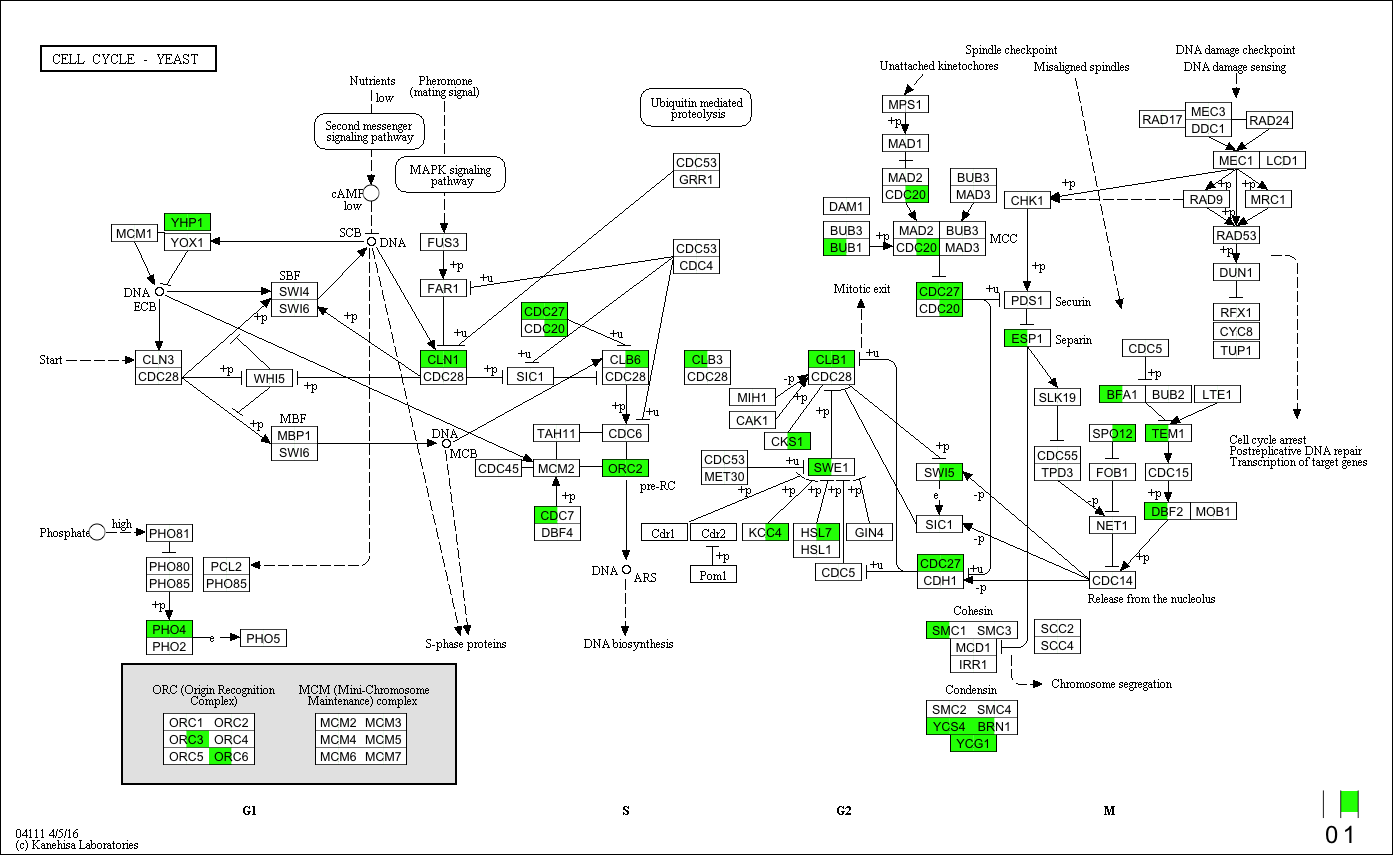 CELL CYCLE - YEAST
Nutrients
low
Second messenger
signaling pathway
cAMP
low
Pheromone
(mating signal)
MAPK signaling
pathway
Ubiquitin mediated
proteolysis
Spindle checkpoint
Unattached kinetochores
Misaligned spindles
DNA damage checkpoint
DNA damage sensing
MPS1
+p
MAD1
MAD2
CDC20
BUB3
MAD3
DAM1
BUB3
BUB1
+p
MAD2 BUB3
CDC20 MAD3
MCC
RAD17
MEC3
DDC1
RAD24
MEC1 LCD1
+p
CHK1
+p
+p
RAD9
MRC1
+p
RAD53
+p
DUN1
RFX1
CYC8
TUP1
CDC53
GRR1
CDC53
CDC4
YHP1
MCM1
YOX1
SCB
DNA
FUS3
+p
FAR1
+u
DNA
ECB
SBF
SWI4
SWI6
+p
+p
CDC27
CDC20
+u
+u
+u
Mitotic exit
CDC27
CDC20
+u
+p
PDS1
Securin
ESP1
Separin
Start
CLN3
CDC28
+p
WHI5
+p
CLN1
CDC28
+p
SIC1
CLB6
CDC28
CLB3
CDC28
CLB1
CDC28
+u
-p
+p
MIH1
CAK1
CKS1
+p
+p
MBF
MBP1
SWI6
DNA
MCB
+p
+u
TAH11
CDC6
CDC45
MCM2
ORC2
pre-RC
+p
CDC7
DBF4
CDC53
MET30
+u
SWE1
+p
+p
+p
+p
+p
Cdr1
Cdr2
KCC4
HSL7
HSL1
GIN4
+p
Pom1
CDC5
+p
SWI5
e
SIC1
-p
-p
CDC27
CDH1
+u
+u
-p
SLK19
CDC55
TPD3
-p
NET1
CDC5
+p
BFA1 BUB2
LTE1
SPO12
TEM1
FOB1
-p
CDC15
+p
DBF2 MOB1
+p
CDC14
Release from the nucleolus
Cell cycle arrest
Postreplicative DNA repair
Transcription of target genes
Phosphate
high
PHO81
PHO80
PHO85
PCL2
PHO85
+p
PHO4
PHO2
e
PHO5
S-phase proteins
DNA
ARS
DNA biosynthesis
Cohesin
SMC1 SMC3
MCD1
IRR1
SCC2
SCC4
Chromosome segregation
Condensin
SMC2 SMC4
YCS4 BRN1
YCG1
ORC (Origin Recognition
Complex)
ORC1 ORC2
ORC3 ORC4
ORC5 ORC6
MCM (Mini-Chromosome
Maintenance) complex
MCM2 MCM3
MCM4 MCM5
MCM6 MCM7
G1
S
G2
M
0 1
04111 4/5/16
(c) Kanehisa Laboratories